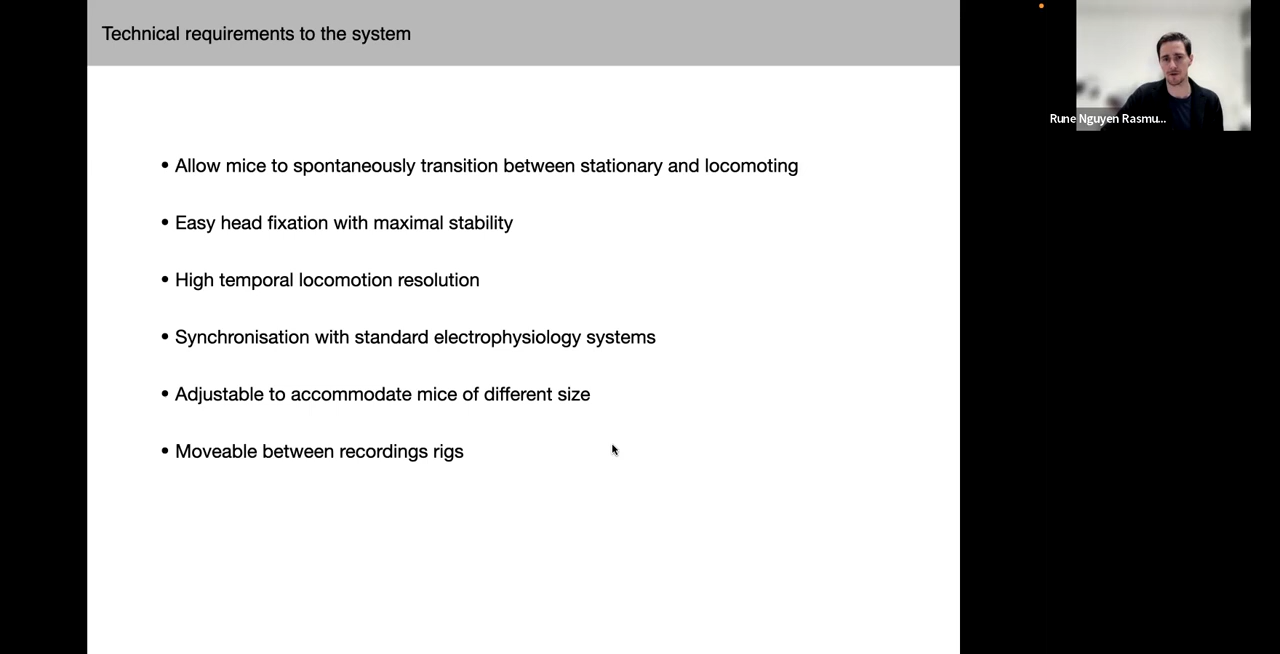 Technical requirements to the system
• Allow mice to spontaneously transition between stationary and locomoting
• Easy head fixation with maximal stability
• High temporal locomotion resolution
• Synchronisation with standard electrophysiology systems
• Adjustable to accommodate mice of different size
• Moveable between recordings rigs
Rune Nguyen Rasmu...